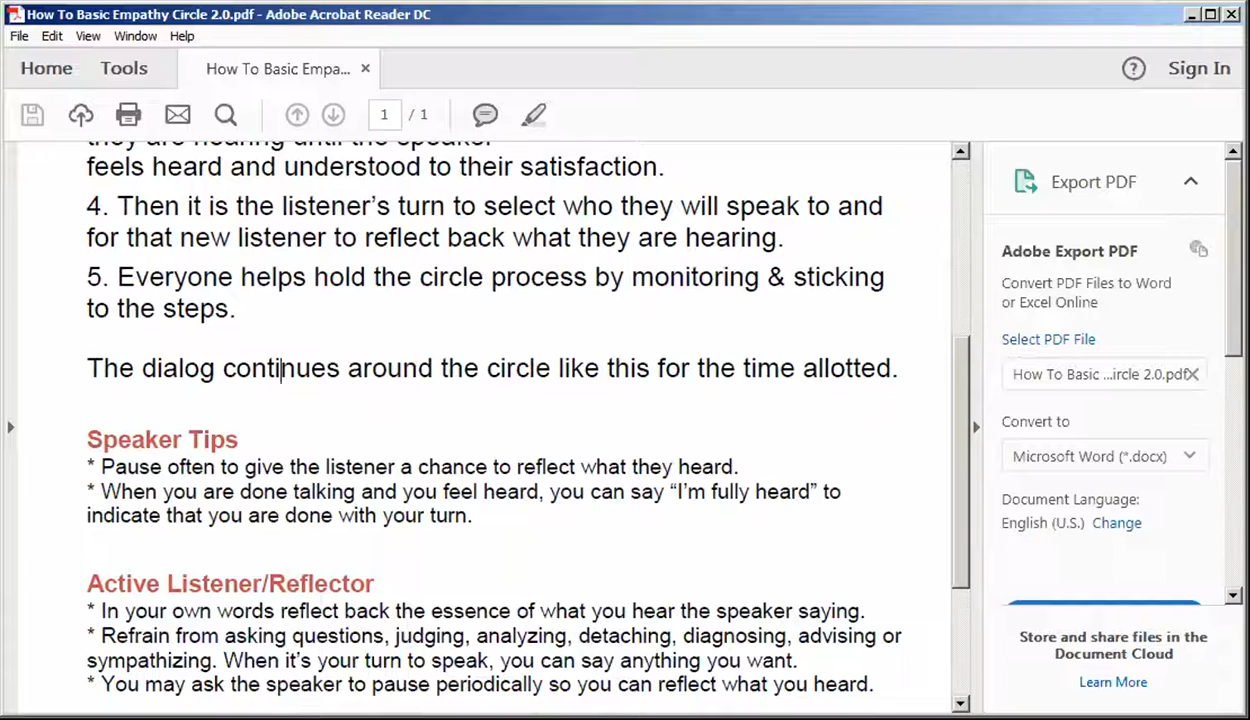 How To Basic Empathy Circle 2.0.pdf - Adobe Acrobat Reader DC
File Edit View Window Help
Home Tools How To Basic Empa... × ? Sign In
1 / 1
they are hearing until the speaker
feels heard and understood to their satisfaction.
4. Then it is the listener’s turn to select who they will speak to and
for that new listener to reflect back what they are hearing.
5. Everyone helps hold the circle process by monitoring & sticking
to the steps.
The dialog continues around the circle like this for the time allotted.
Speaker Tips
* Pause often to give the listener a chance to reflect what they heard.
* When you are done talking and you feel heard, you can say “I’m fully heard” to
indicate that you are done with your turn.
Active Listener/Reflector
* In your own words reflect back the essence of what you hear the speaker saying.
* Refrain from asking questions, judging, analyzing, detaching, diagnosing, advising or
sympathizing. When it’s your turn to speak, you can say anything you want.
* You may ask the speaker to pause periodically so you can reflect what you heard.
Export PDF
Adobe Export PDF
Convert PDF Files to Word
or Excel Online
Select PDF File
How To Basic ...ircle 2.0.pdf ×
Convert to
Microsoft Word (*.docx)
Document Language:
English (U.S.) Change
Store and share files in the
Document Cloud
Learn More